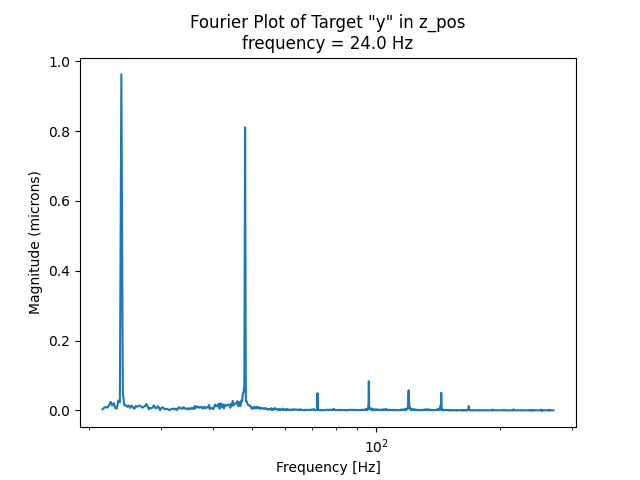 Fourier Plot of Target "y" in z_pos
frequency = 24.0 Hz
1.0
0.8
0.6
0.4
0.2
0.0
Magnitude (microns)
10²
Frequency [Hz]